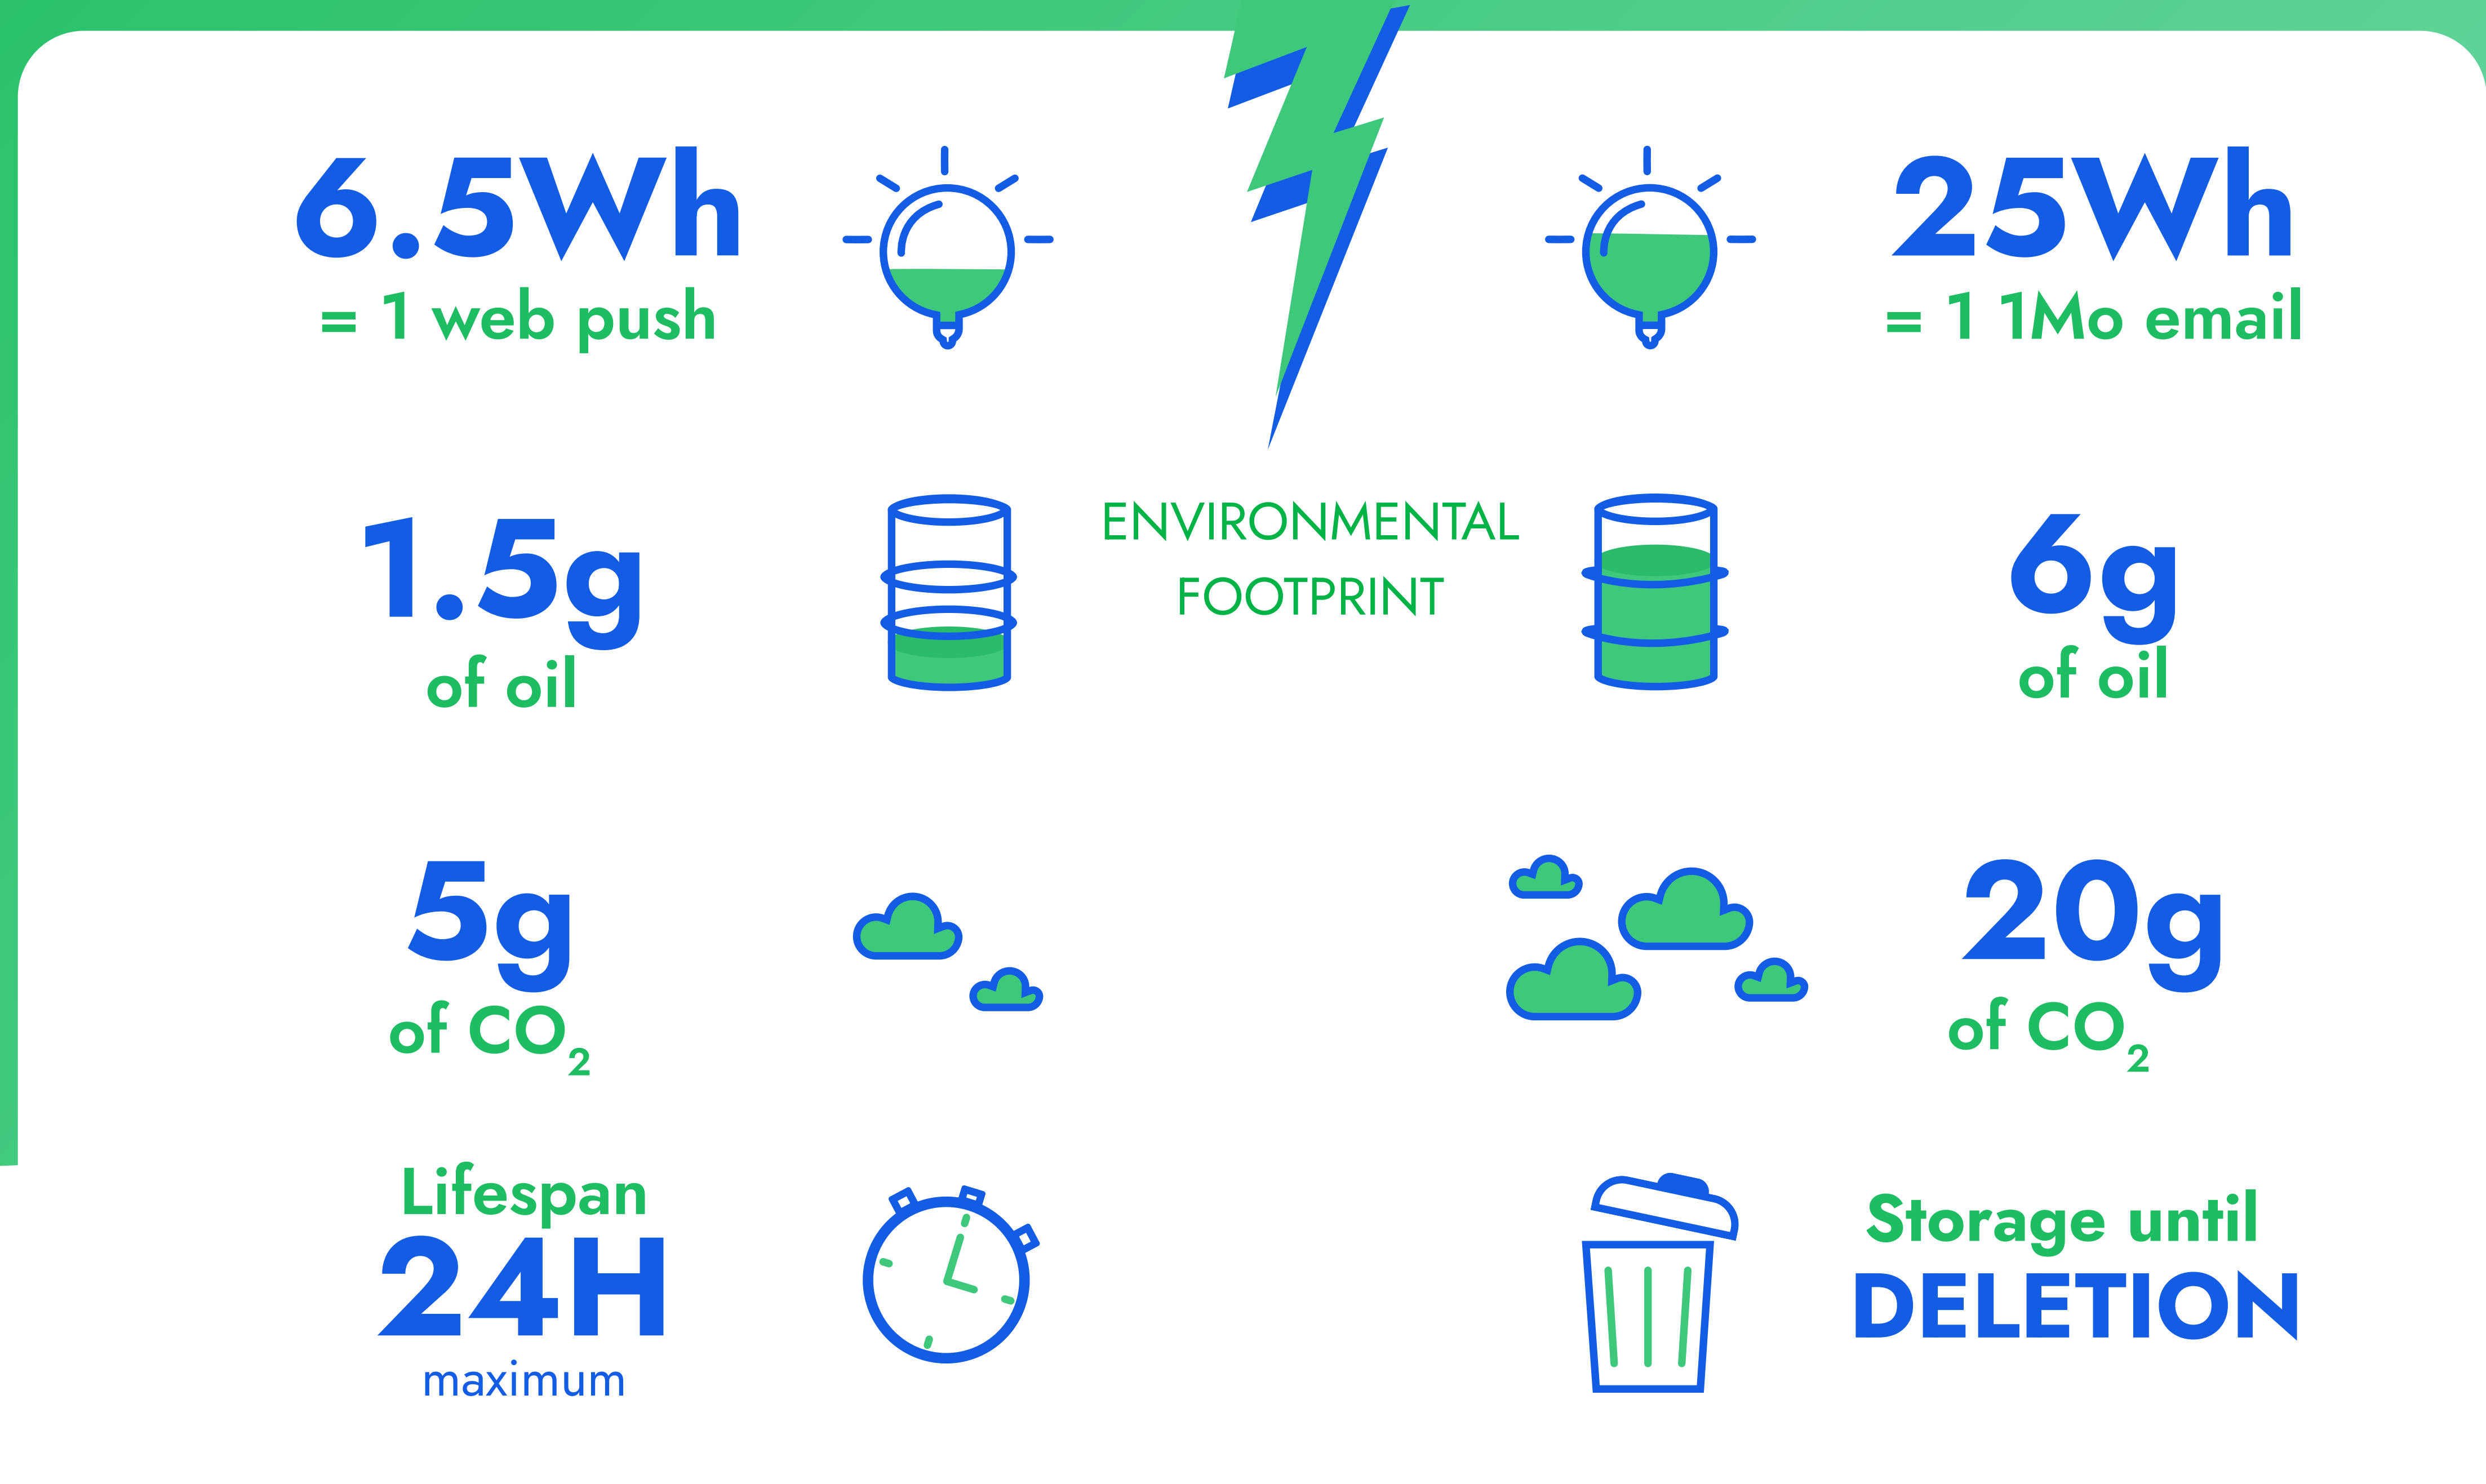 6.5Wh
= 1 web push
25Wh
= 1 1Mo email
ENVIRONMENTAL
FOOTPRINT
1.5g
of oil
6g
of oil
5g
of CO2
20g
of CO2
Lifespan
24H
maximum
Storage until
DELETION